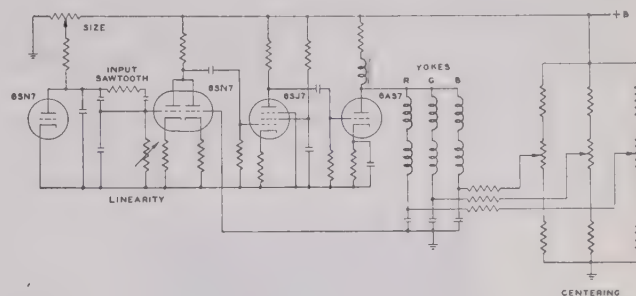 +B
SIZE
INPUT
SAWTOOTH
YOKES
R G B
6SN7
6SN7
6SJ7
6AS7
LINEARITY
CENTERING